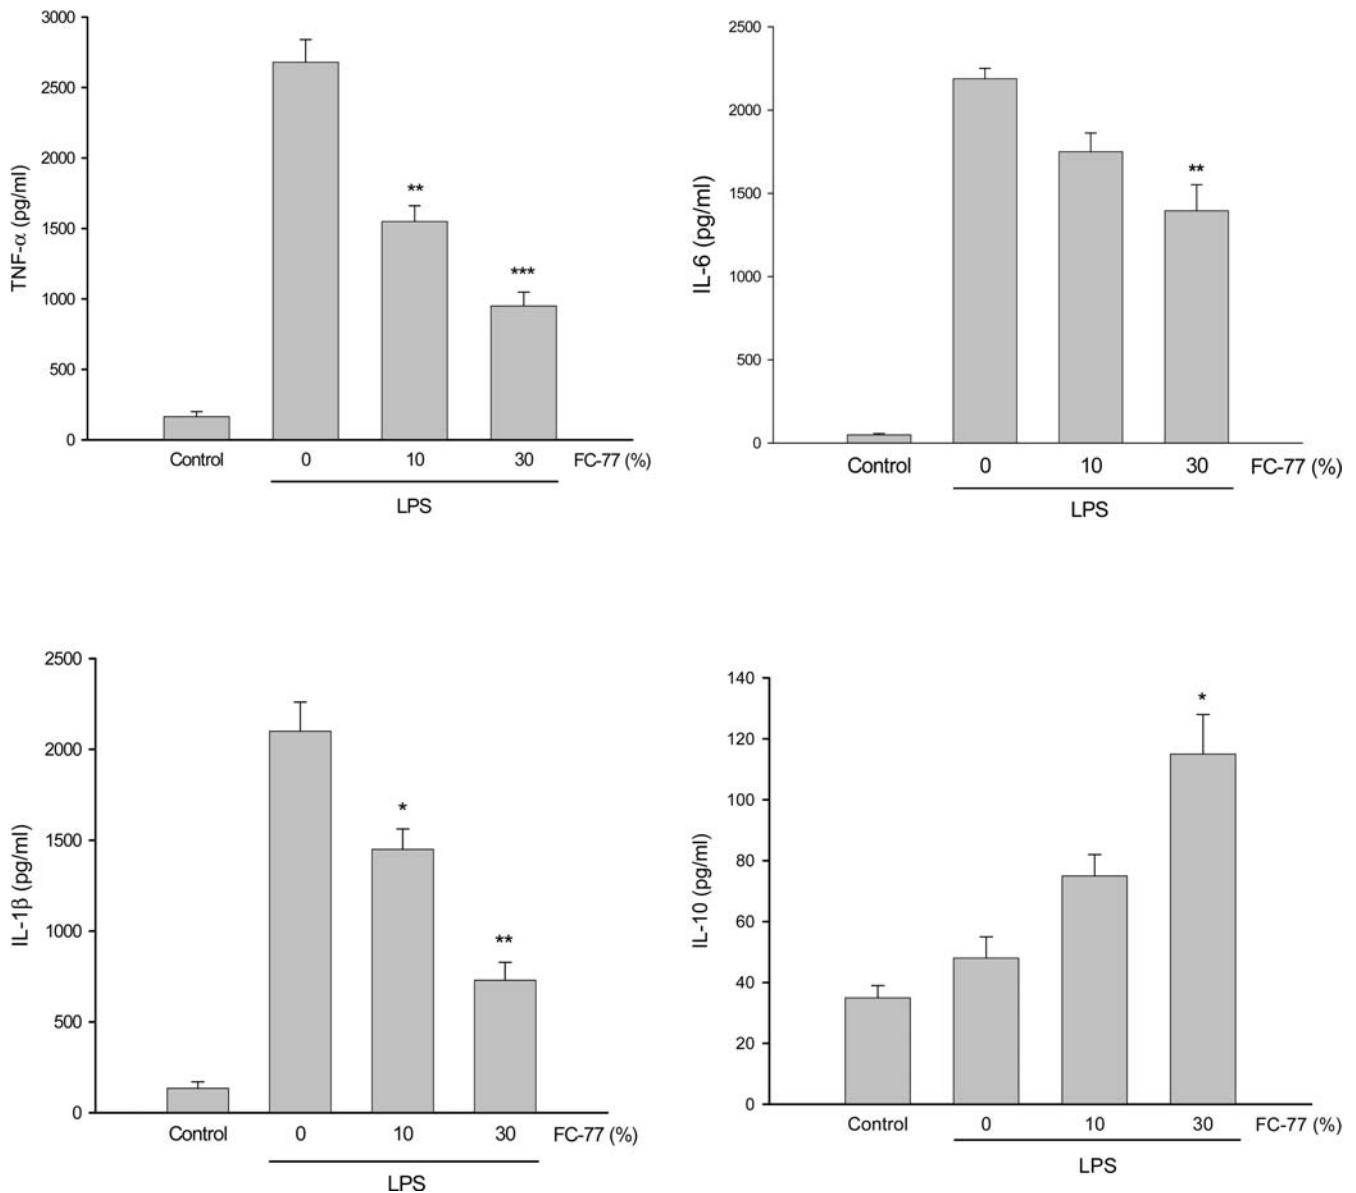 3000
2500
2000
1500
1000
500
0
TNF-α (pg/ml)
**
***
Control 0 10 30 FC-77 (%)
LPS
2500
2000
1500
1000
500
0
IL-6 (pg/ml)
**
Control 0 10 30 FC-77 (%)
LPS
2500
2000
1500
1000
500
0
IL-1β (pg/ml)
*
**
Control 0 10 30 FC-77 (%)
LPS
140
120
100
80
60
40
20
0
IL-10 (pg/ml)
*
Control 0 10 30 FC-77 (%)
LPS